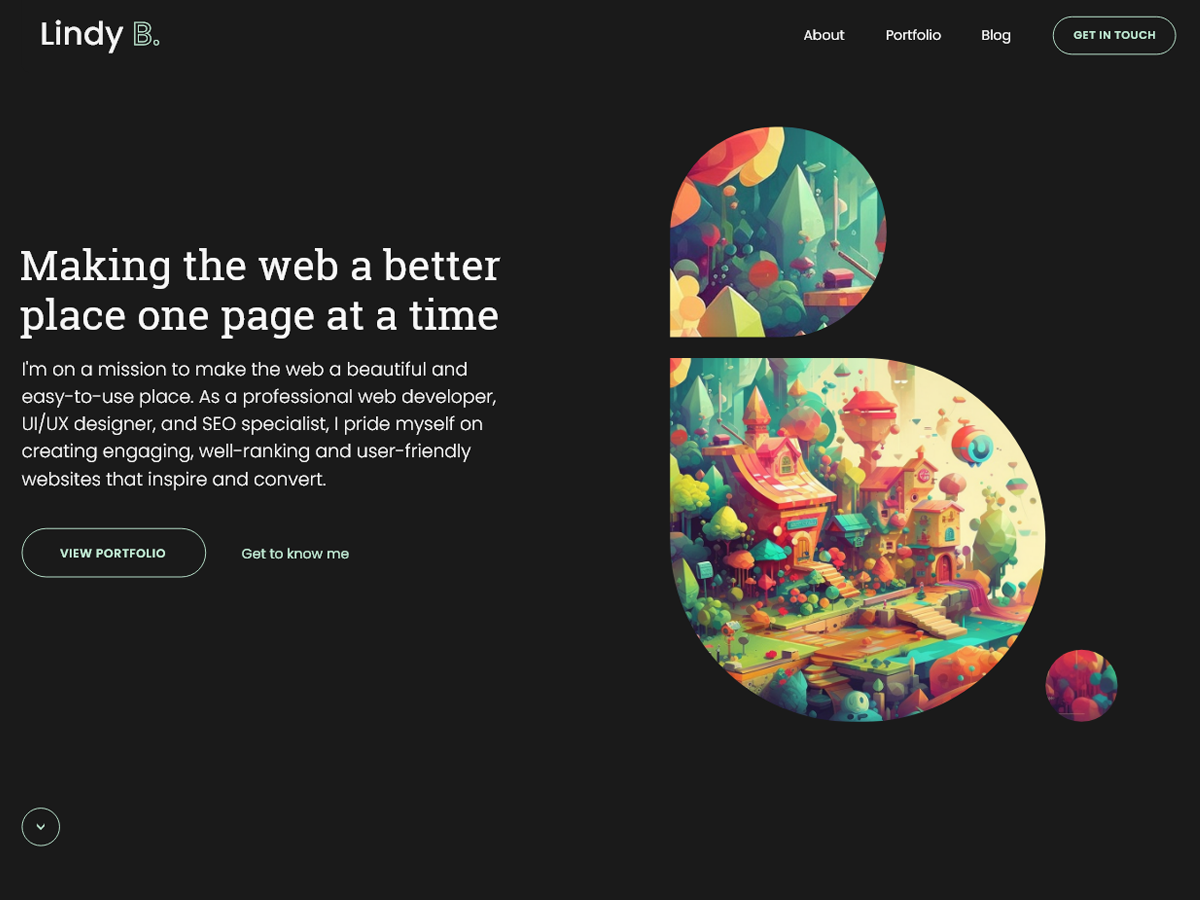 Lindy B.
About Portfolio Blog GET IN TOUCH
Making the web a better
place one page at a time
I'm on a mission to make the web a beautiful and
easy-to-use place. As a professional web developer,
UI/UX designer, and SEO specialist, I pride myself on
creating engaging, well-ranking and user-friendly
websites that inspire and convert.
VIEW PORTFOLIO Get to know me